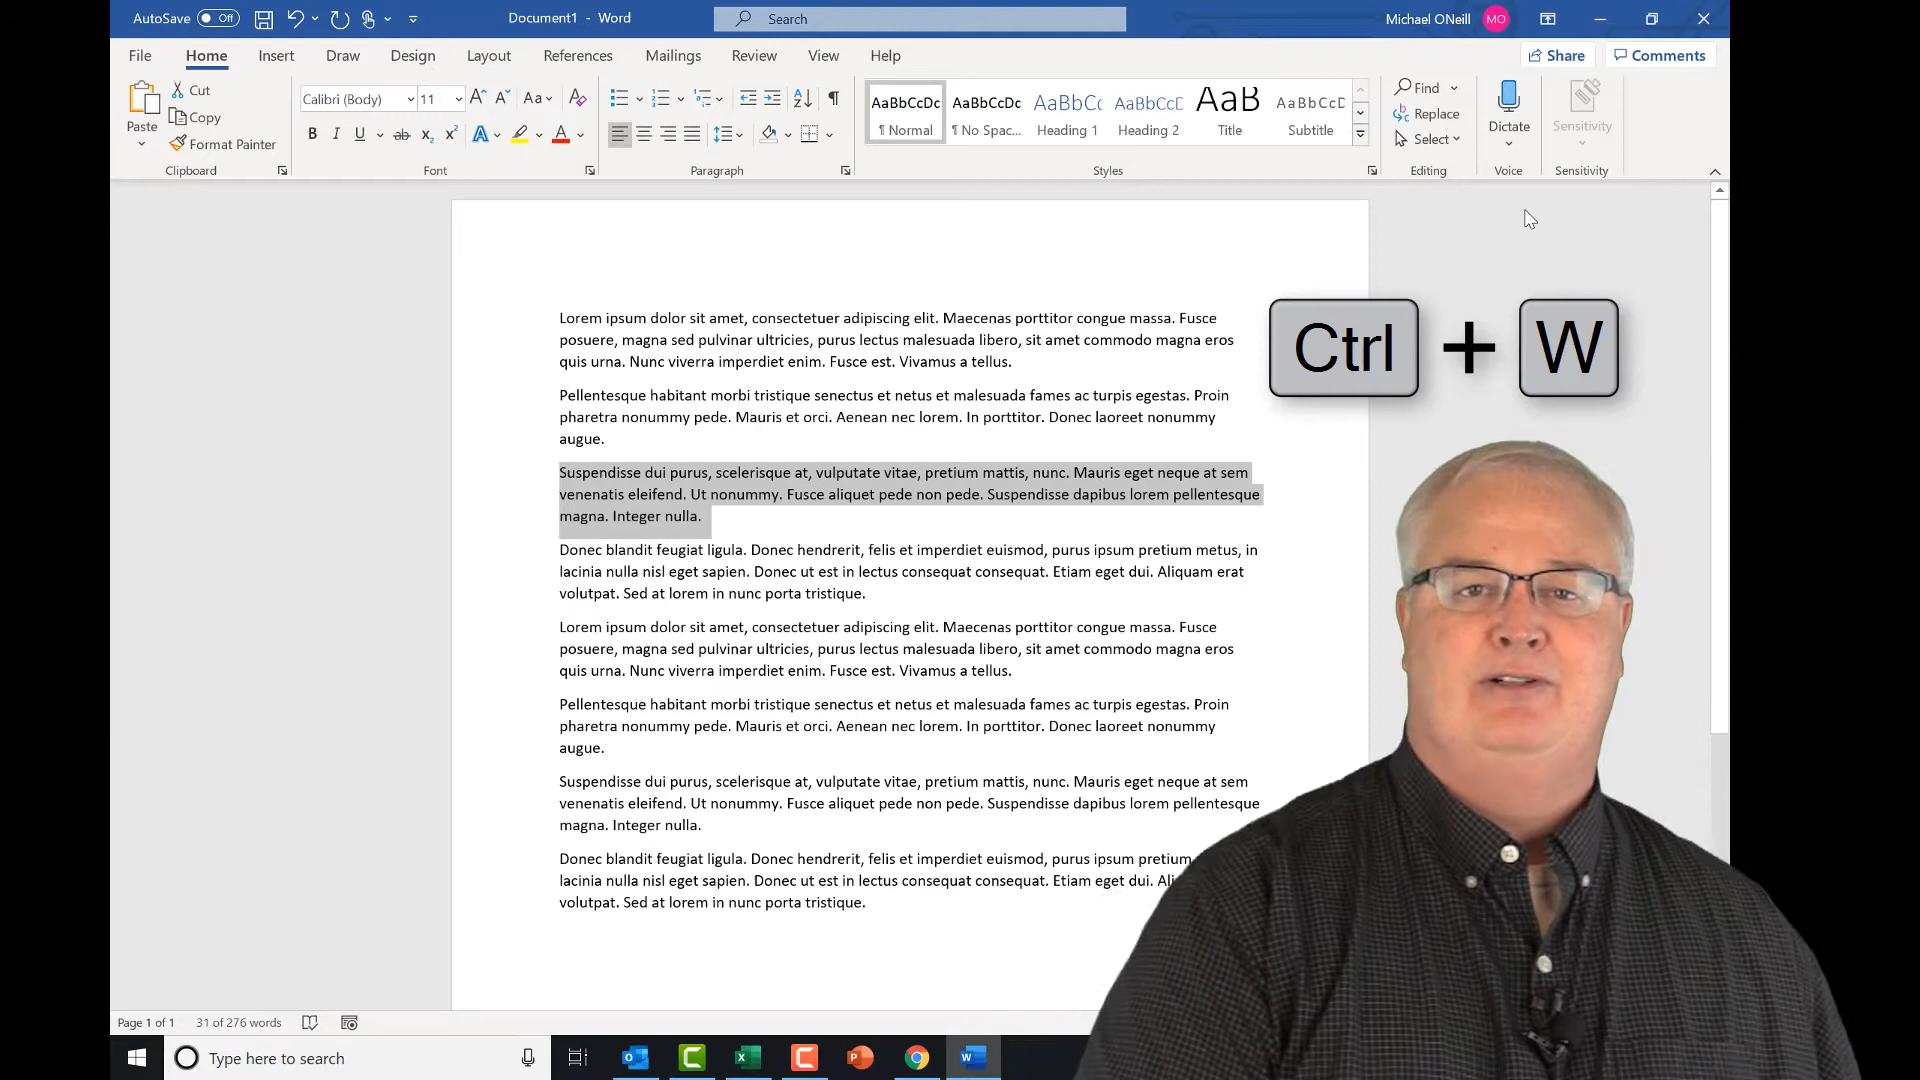 AutoSave Off Document1 - Word Search Michael ONeill MO
File Home Insert Draw Design Layout References Mailings Review View Help Share Comments
Paste Cut Copy Format Painter
Clipboard
Calibri (Body) 11 Aa
B I U ab x₂ x² A A
Font
Paragraph
AaBbCcDc AaBbCcDc AaBbCc AaBbCcD AaB AaBbCcD
¶ Normal ¶ No Spac... Heading 1 Heading 2 Title Subtitle
Styles
Find
Replace
Select
Editing
Dictate
Voice
Sensitivity
Sensitivity
Lorem ipsum dolor sit amet, consectetuer adipiscing elit. Maecenas porttitor congue massa. Fusce
posuere, magna sed pulvinar ultricies, purus lectus malesuada libero, sit amet commodo magna eros
quis urna. Nunc viverra imperdiet enim. Fusce est. Vivamus a tellus.
Pellentesque habitant morbi tristique senectus et netus et malesuada fames ac turpis egestas. Proin
pharetra nonummy pede. Mauris et orci. Aenean nec lorem. In porttitor. Donec laoreet nonummy
augue.
Suspendisse dui purus, scelerisque at, vulputate vitae, pretium mattis, nunc. Mauris eget neque at sem
venenatis eleifend. Ut nonummy. Fusce aliquet pede non pede. Suspendisse dapibus lorem pellentesque
magna. Integer nulla.
Donec blandit feugiat ligula. Donec hendrerit, felis et imperdiet euismod, purus ipsum pretium metus, in
lacinia nulla nisl eget sapien. Donec ut est in lectus consequat consequat. Etiam eget dui. Aliquam erat
volutpat. Sed at lorem in nunc porta tristique.
Lorem ipsum dolor sit amet, consectetuer adipiscing elit. Maecenas porttitor congue massa. Fusce
posuere, magna sed pulvinar ultricies, purus lectus malesuada libero, sit amet commodo magna eros
quis urna. Nunc viverra imperdiet enim. Fusce est. Vivamus a tellus.
Pellentesque habitant morbi tristique senectus et netus et malesuada fames ac turpis egestas. Proin
pharetra nonummy pede. Mauris et orci. Aenean nec lorem. In porttitor. Donec laoreet nonummy
augue.
Suspendisse dui purus, scelerisque at, vulputate vitae, pretium mattis, nunc. Mauris eget neque at sem
venenatis eleifend. Ut nonummy. Fusce aliquet pede non pede. Suspendisse dapibus lorem pellentesque
magna. Integer nulla.
Donec blandit feugiat ligula. Donec hendrerit, felis et imperdiet euismod, purus ipsum pretium
lacinia nulla nisl eget sapien. Donec ut est in lectus consequat consequat. Etiam eget dui.
volutpat. Sed at lorem in nunc porta tristique.
Ctrl + W
Page 1 of 1 31 of 276 words
Type here to search